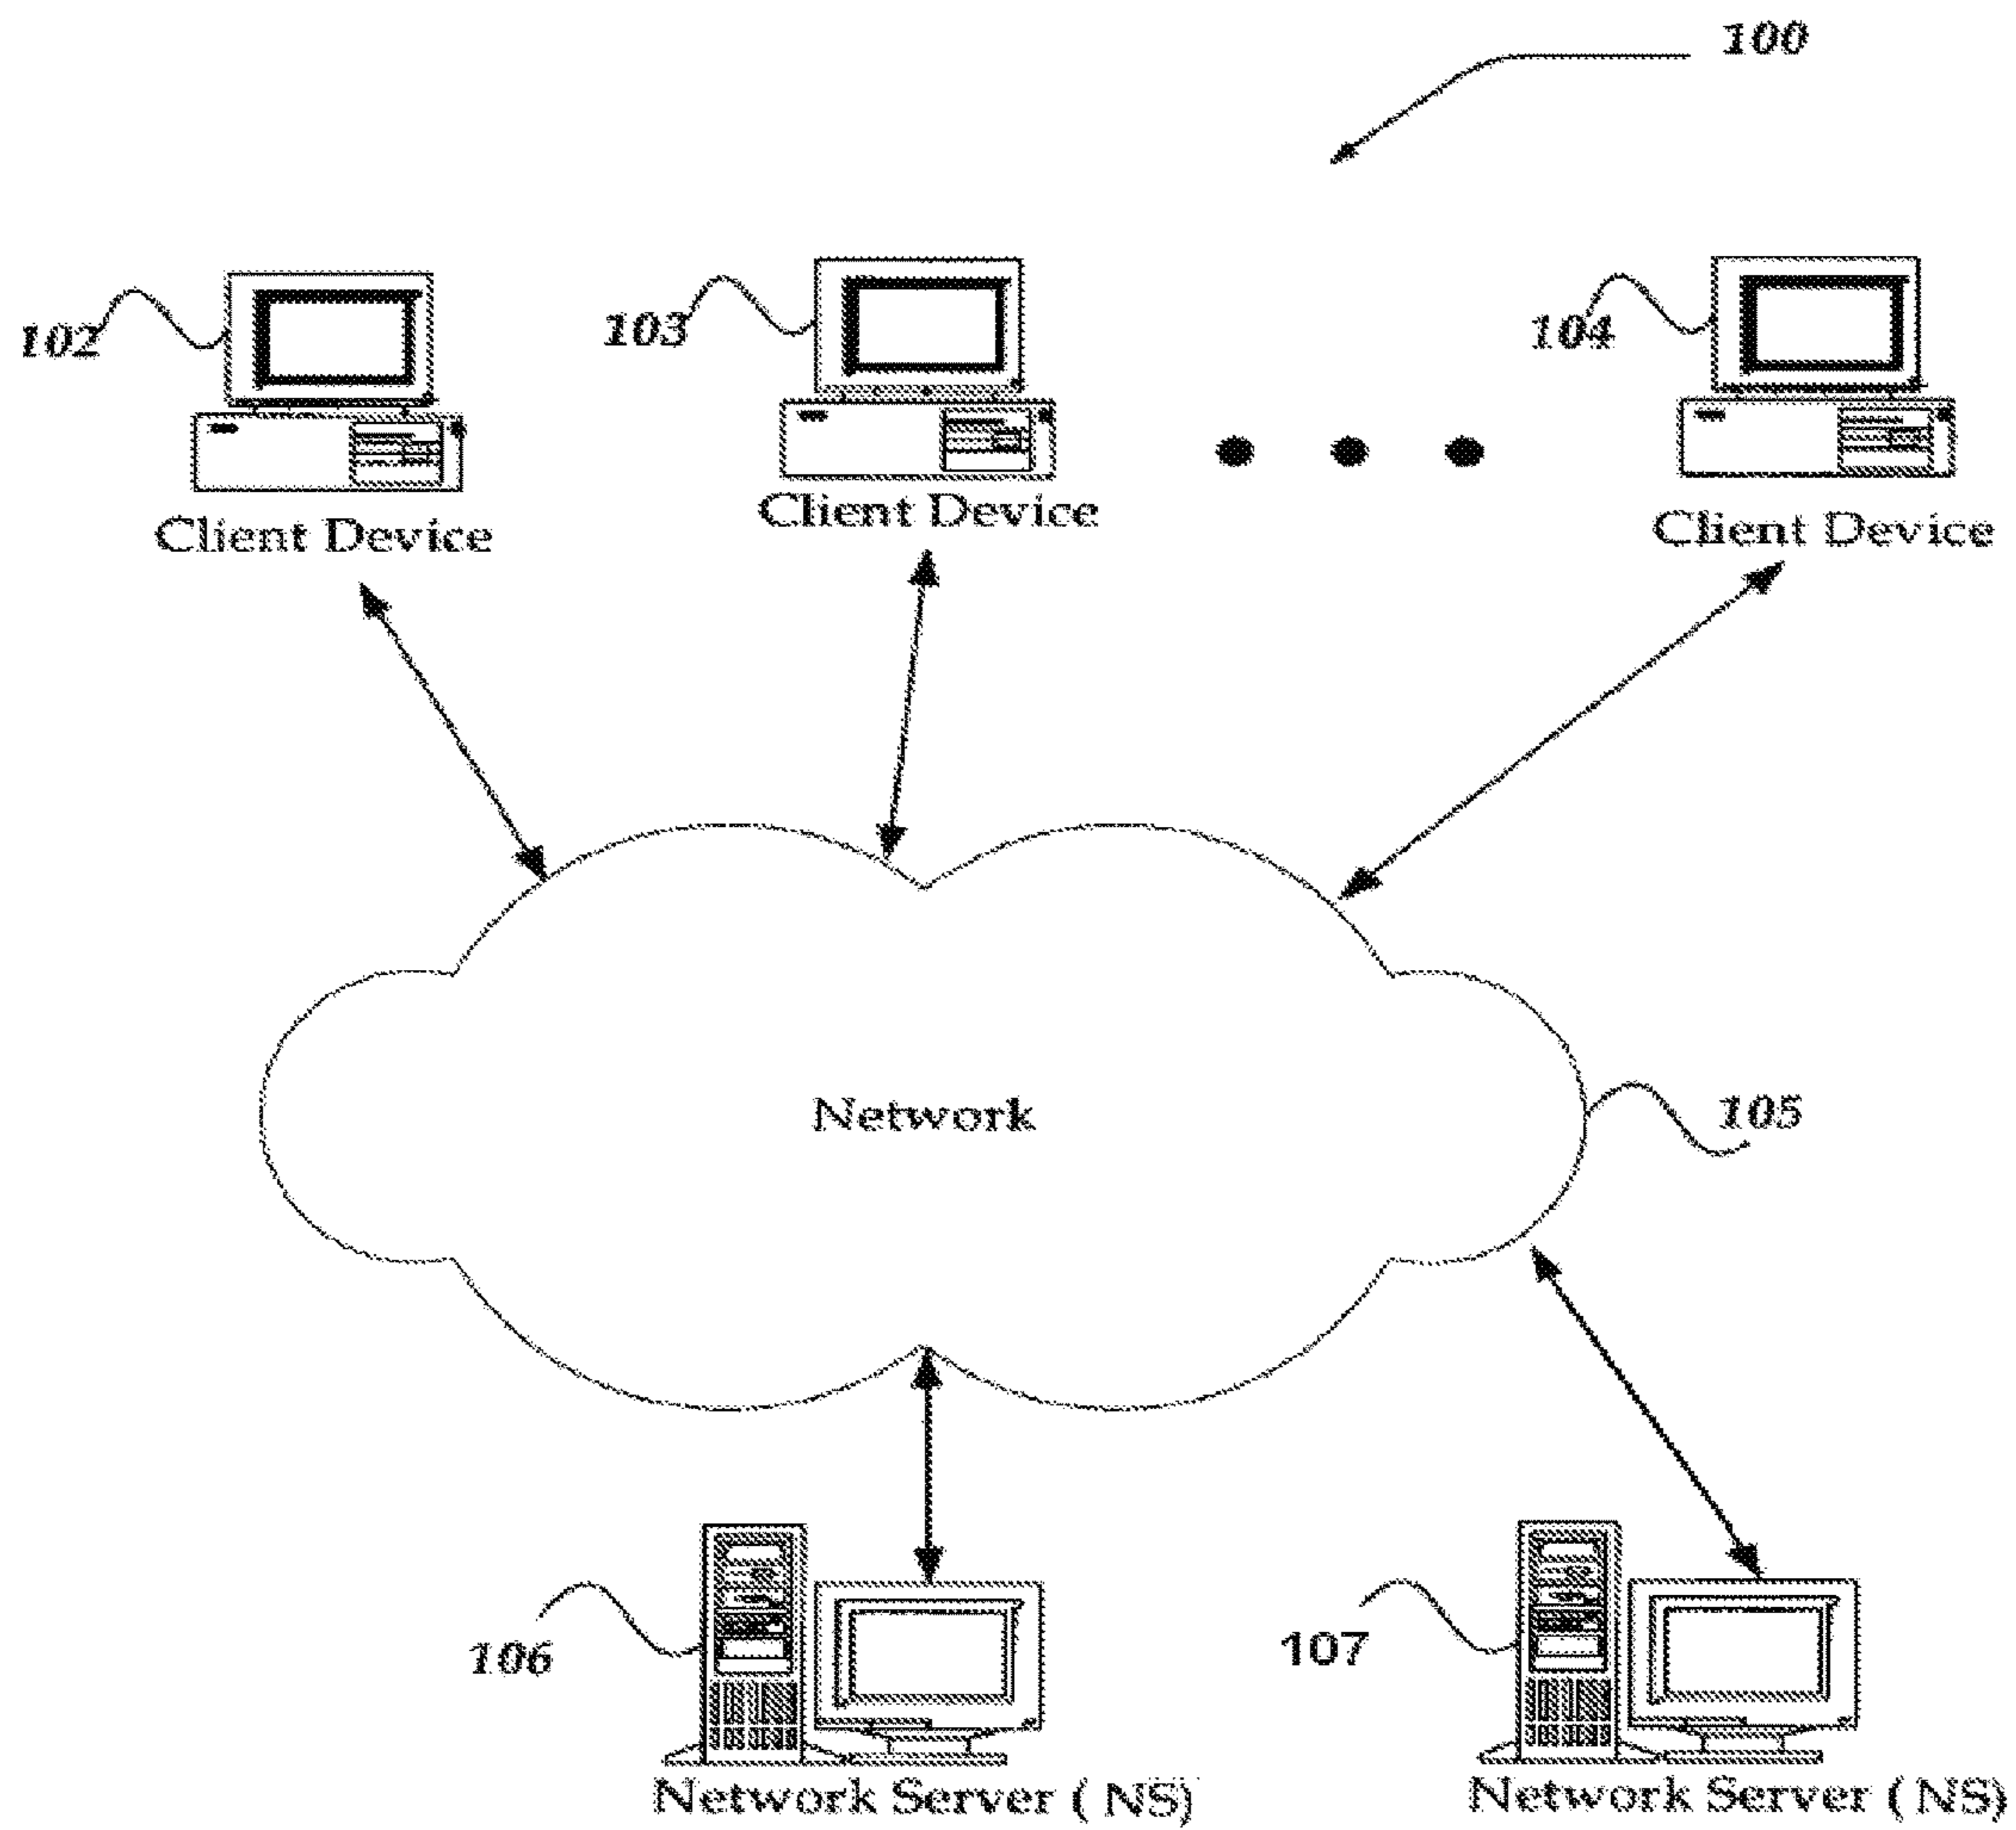 100
102
103
104
Client Device
Client Device
Client Device
Network
105
106
107
Network Server ( NS)
Network Server ( NS)